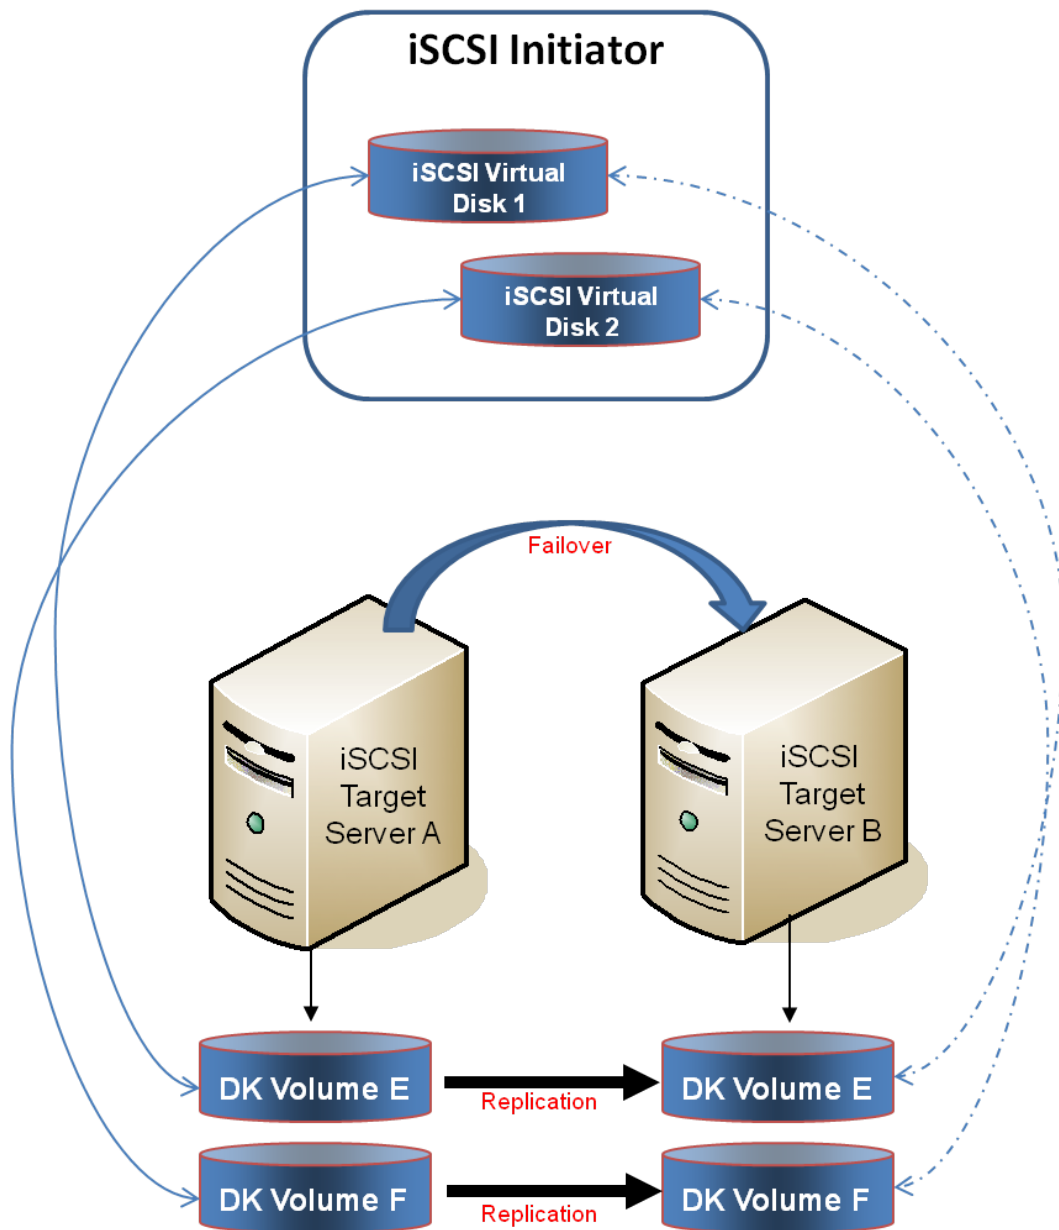 iSCSI Initiator
iSCSI Virtual
Disk 1
iSCSI Virtual
Disk 2
Failover
iSCSI
Target
Server A
iSCSI
Target
Server B
DK Volume E
Replication
DK Volume E
DK Volume F
Replication
DK Volume F